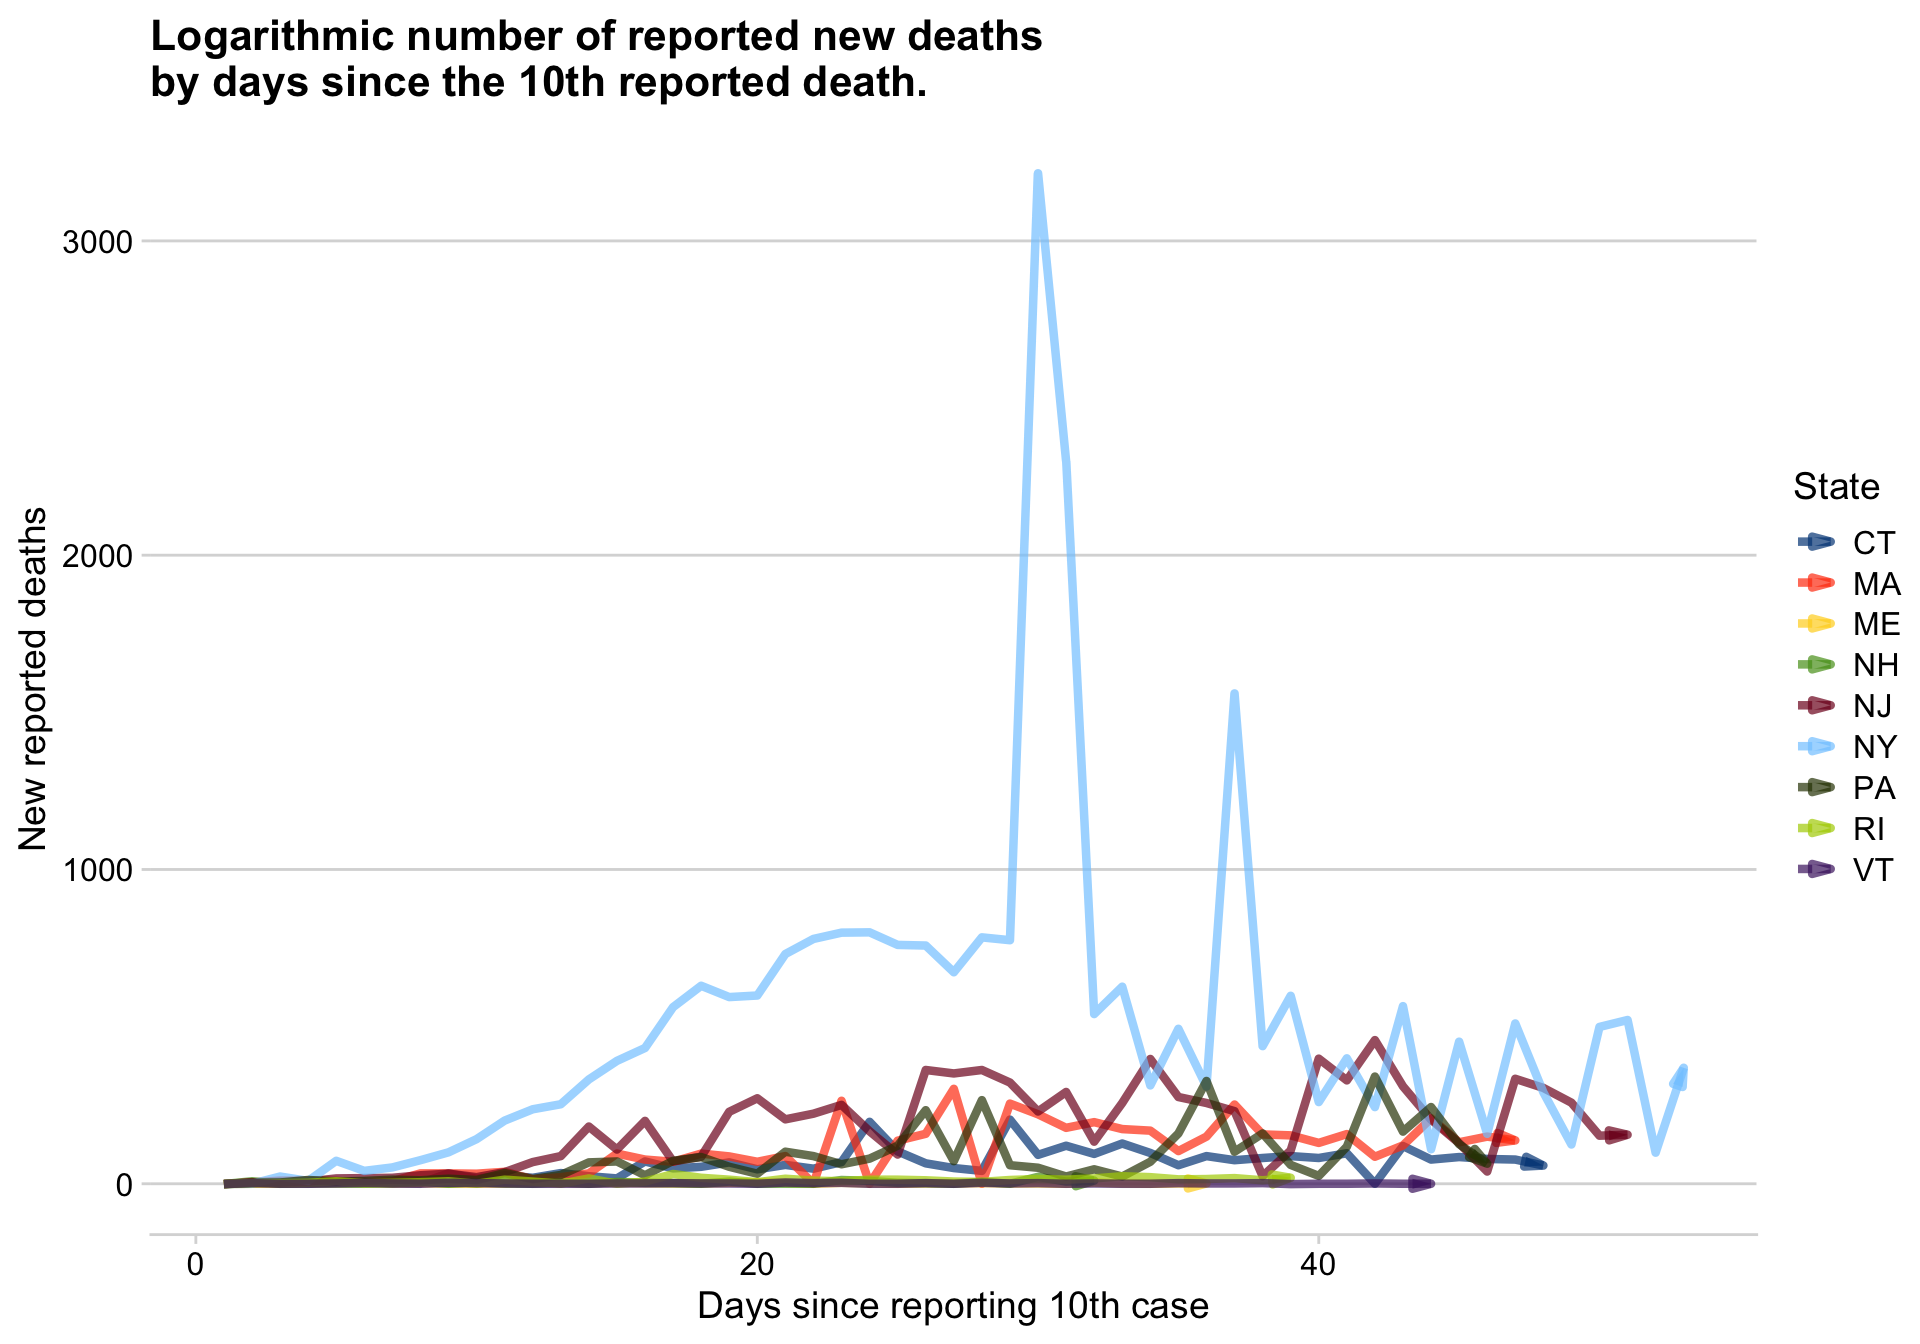 Logarithmic number of reported new deaths
by days since the 10th reported death.
New reported deaths
3000
2000
1000
0
0
20
40
Days since reporting 10th case
State
CT
MA
ME
NH
NJ
NY
PA
RI
VT